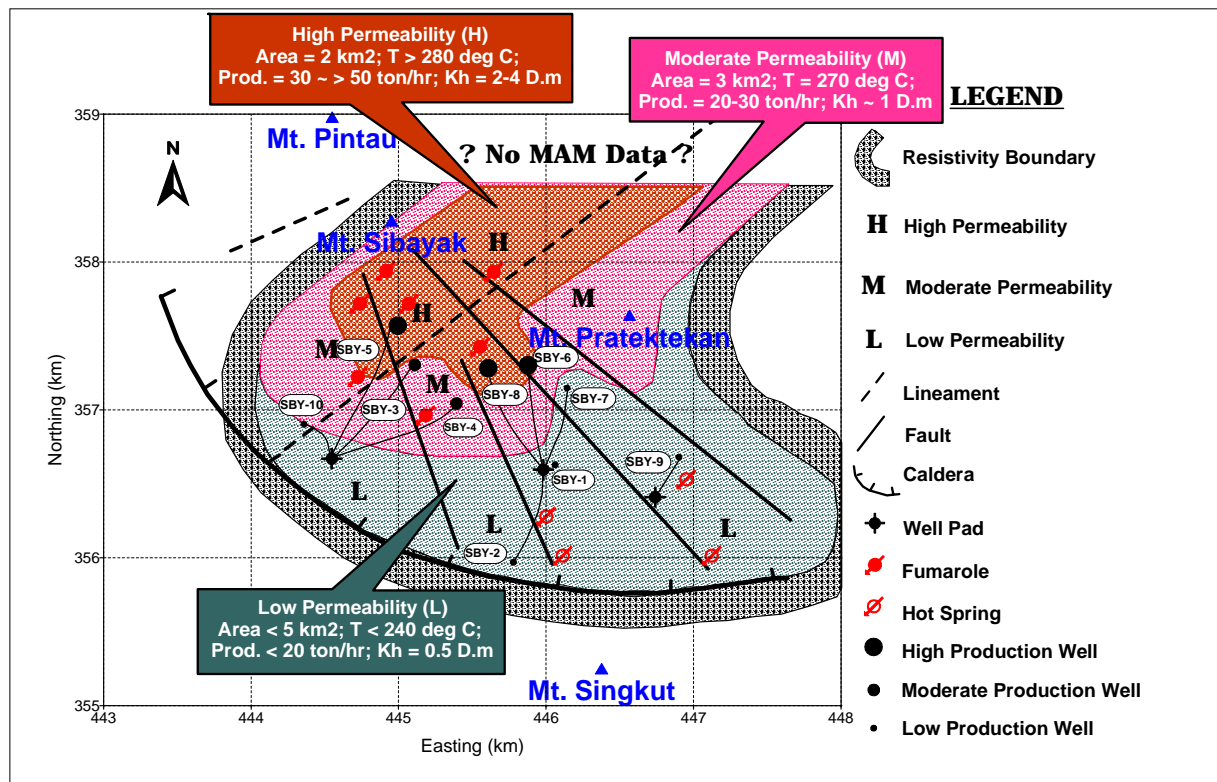 High Permeability (H)
Area = 2 km2; T > 280 deg C;
Prod. = 30 ~ > 50 ton/hr; Kh = 2-4 D.m
Moderate Permeability (M)
Area = 3 km2; T = 270 deg C;
Prod. = 20-30 ton/hr; Kh ~ 1 D.m
LEGEND
359
Mt. Pintau
N
? No MAM Data ?
Resistivity Boundary
H High Permeability
Mt. Sibayak
H
358
M
M Moderate Permeability
H
Mt. Pratektekan
L Low Permeability
M
SBY-5
SBY-6
M
SBY-10
SBY-3
SBY-8
SBY-7
Lineament
357
SBY-4
Fault
SBY-9
SBY-1
Caldera
L
L
L
Well Pad
SBY-2
356
Fumarole
Low Permeability (L)
Area < 5 km2; T < 240 deg C;
Prod. < 20 ton/hr; Kh = 0.5 D.m
Hot Spring
High Production Well
Mt. Singkut
Moderate Production Well
355
Low Production Well
443 444 445 446 447 448
Easting (km)
Northing (km)